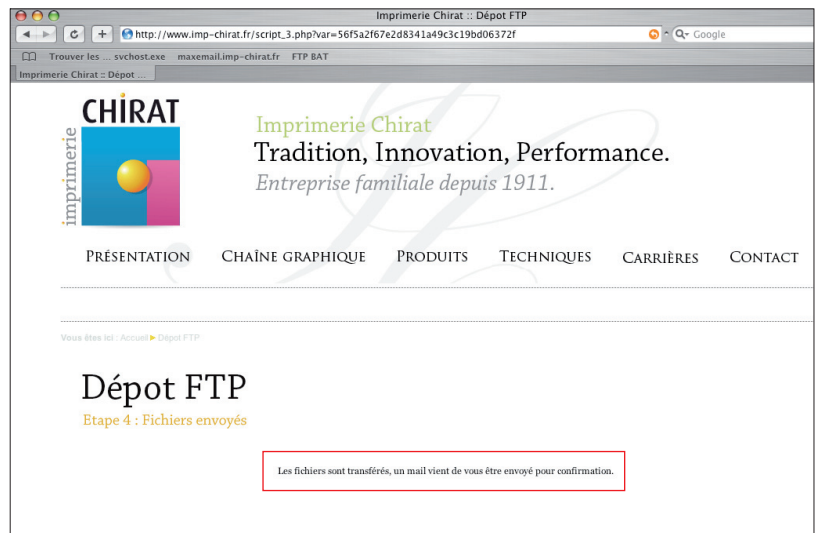 Imprimerie Chirat :: Dépot FTP
http://www.imp-chirat.fr/script_3.php?var=56f5a2f67e2d8341a49c3c19bd06372f
Google
Trouver les ... svchost.exe maxemail.imp-chirat.fr FTP BAT
Imprimerie Chirat :: Dépot ...
imprimerie
CHIRAT
Imprimerie Chirat
Tradition, Innovation, Performance.
Entreprise familiale depuis 1911.
Présentation Chaîne graphique Produits Techniques Carrières Contact
Vous êtes ici : Accueil ► Dépot FTP
Dépot FTP
Etape 4 : Fichiers envoyés
Les fichiers sont transférés, un mail vient de vous être envoyé pour confirmation.